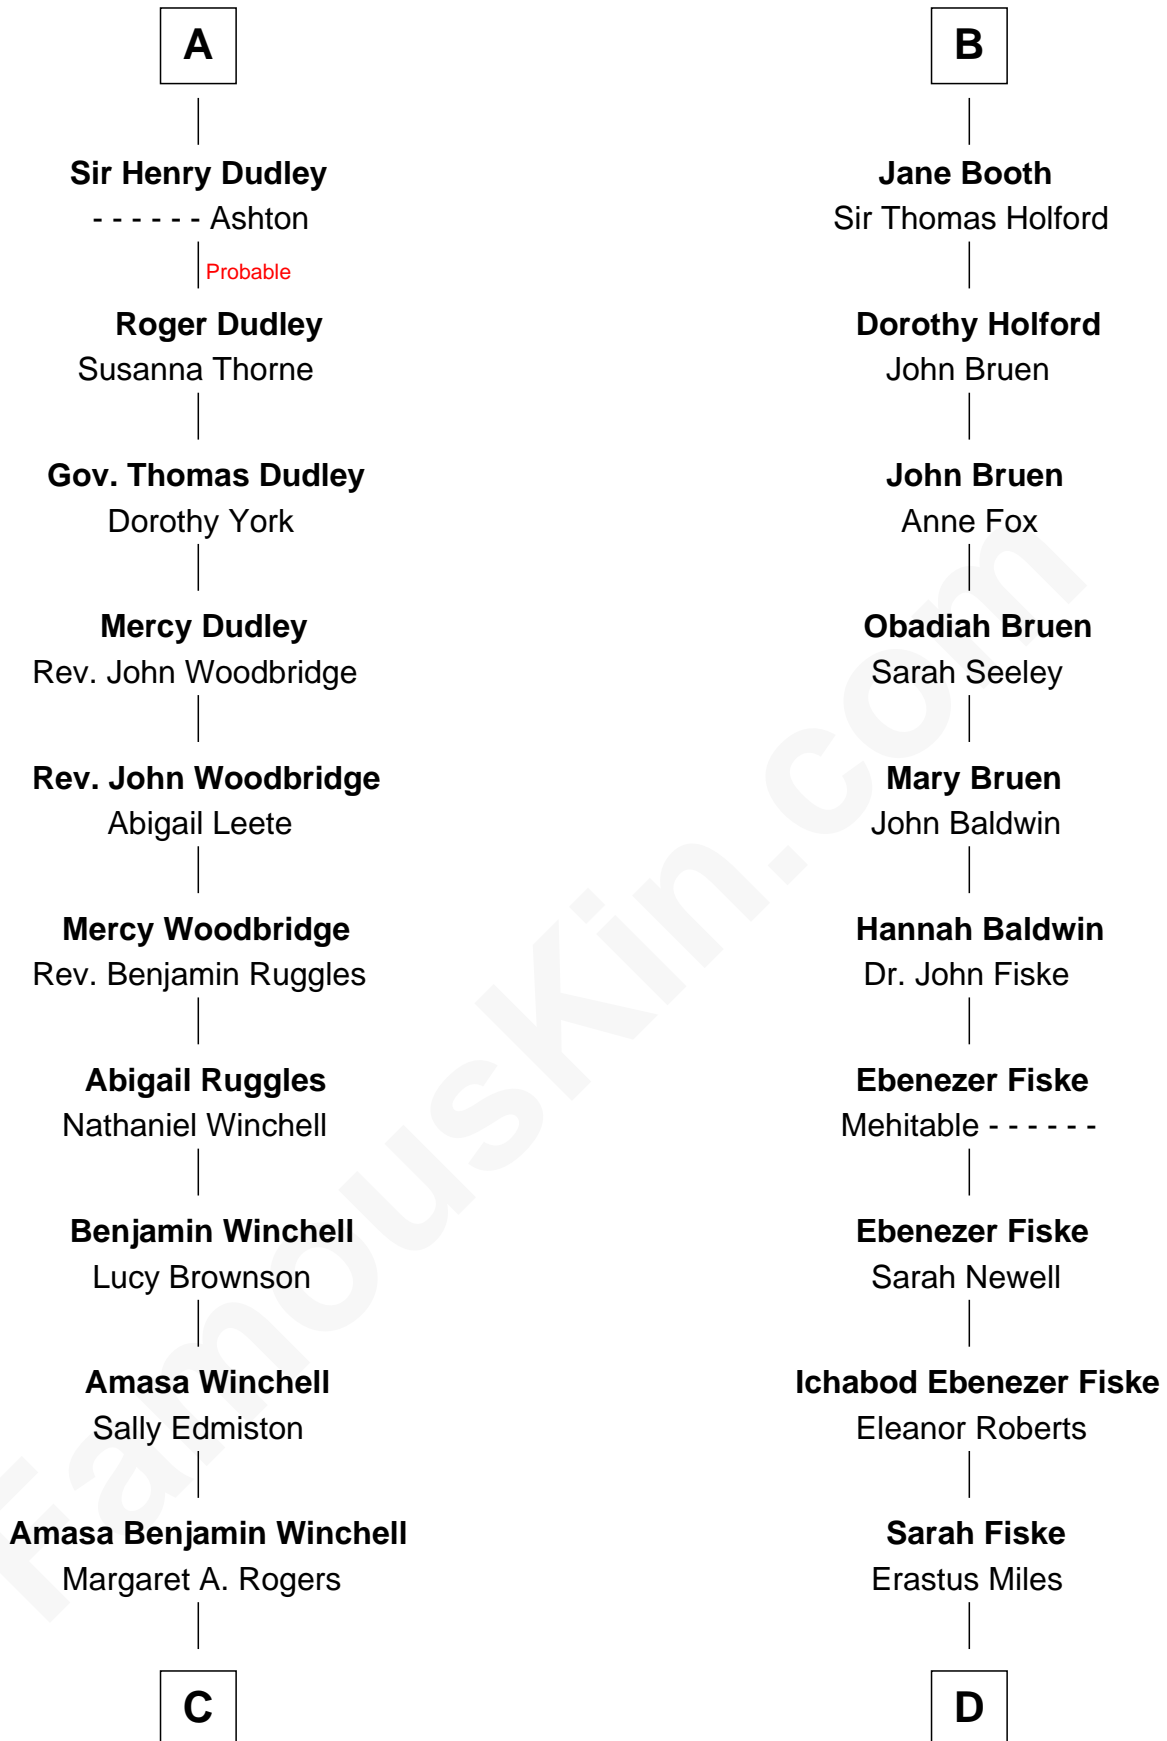 A
Sir Henry Dudley
- - - - - - Ashton
Probable
Roger Dudley
Susanna Thorne
Gov. Thomas Dudley
Dorothy York
Mercy Dudley
Rev. John Woodbridge
Rev. John Woodbridge
Abigail Leete
Mercy Woodbridge
Rev. Benjamin Ruggles
Abigail Ruggles
Nathaniel Winchell
Benjamin Winchell
Lucy Brownson
Amasa Winchell
Sally Edmiston
Amasa Benjamin Winchell
Margaret A. Rogers
C
B
Jane Booth
Sir Thomas Holford
Dorothy Holford
John Bruen
John Bruen
Anne Fox
Obadiah Bruen
Sarah Seeley
Mary Bruen
John Baldwin
Hannah Baldwin
Dr. John Fiske
Ebenezer Fiske
Mehitable - - - - - -
Ebenezer Fiske
Sarah Newell
Ichabod Ebenezer Fiske
Eleanor Roberts
Sarah Fiske
Erastus Miles
D
FamousKin.com